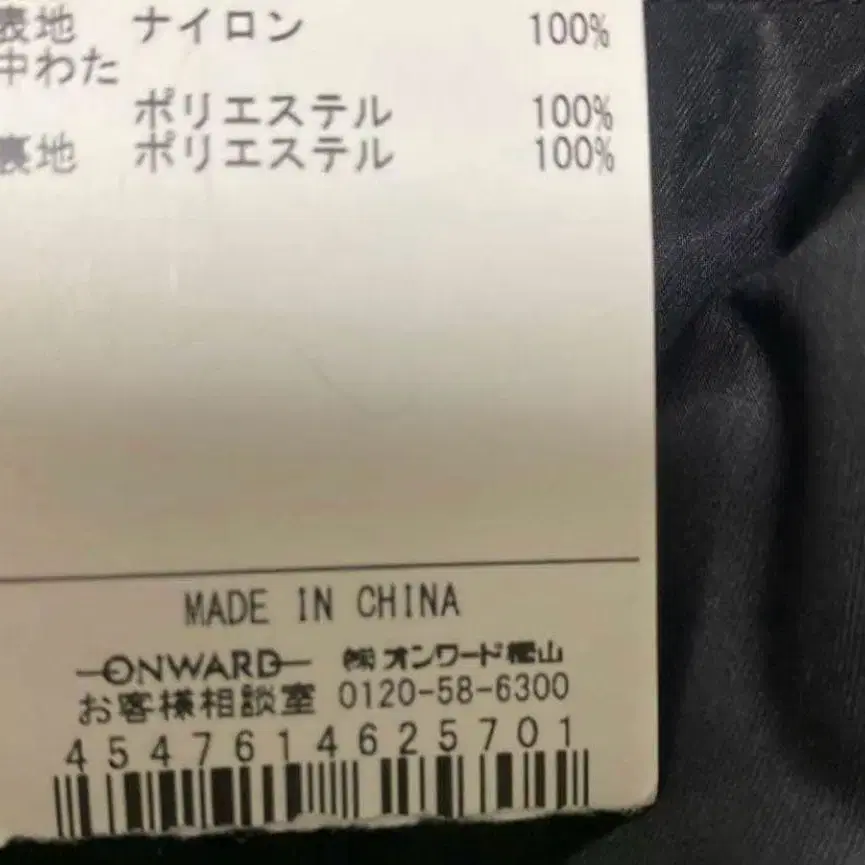 表地 ナイロン 100%
中わた
ポリエステル 100%
裏地 ポリエステル 100%
MADE IN CHINA
ONWARD ㈱オンワード樫山
お客様相談室 0120-58-6300
4547614625701